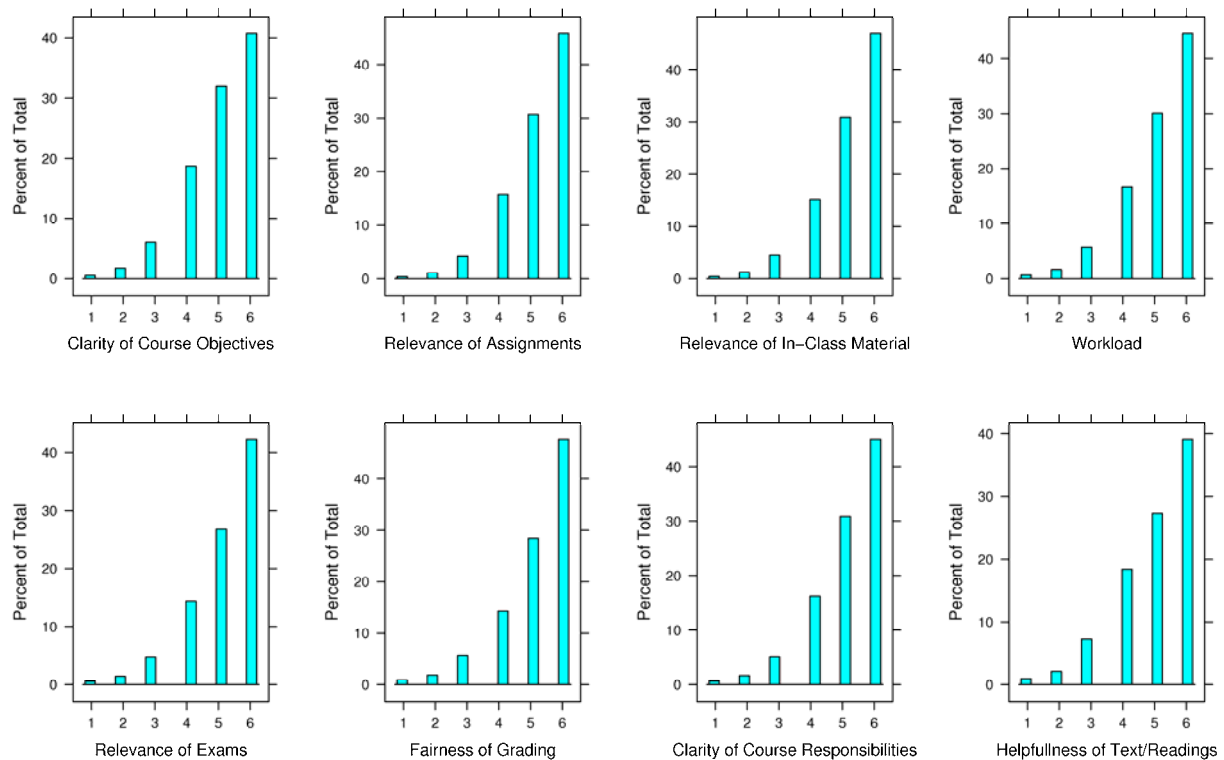 Percent of Total
40
30
20
10
0
1 2 3 4 5 6
Clarity of Course Objectives
Percent of Total
40
30
20
10
0
1 2 3 4 5 6
Relevance of Assignments
Percent of Total
40
30
20
10
0
1 2 3 4 5 6
Relevance of In-Class Material
Percent of Total
40
30
20
10
0
1 2 3 4 5 6
Workload
Percent of Total
40
30
20
10
0
1 2 3 4 5 6
Relevance of Exams
Percent of Total
40
30
20
10
0
1 2 3 4 5 6
Fairness of Grading
Percent of Total
40
30
20
10
0
1 2 3 4 5 6
Clarity of Course Responsibilities
Percent of Total
40
30
20
10
0
1 2 3 4 5 6
Helpfullness of Text/Readings